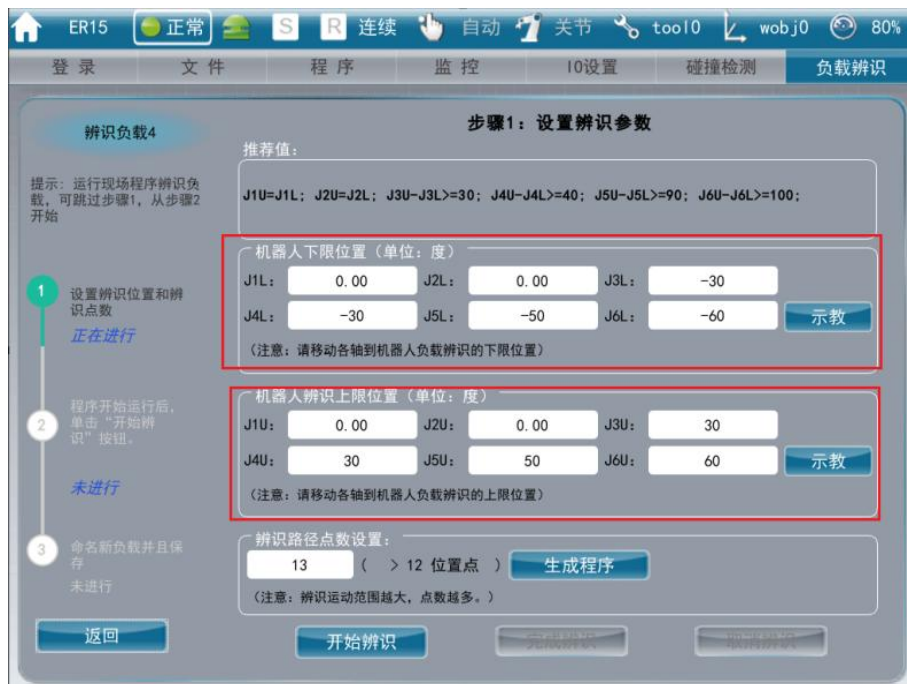 ER15 正常 S R 连续 自动 关节 tool0 wobj0 80%
登录 文件 程序 监控 IO设置 碰撞检测 负载辨识
辨识负载4
提示：运行现场程序辨识负
载，可跳过步骤1，从步骤2
开始
1
设置辨识位置和辨
识点数
正在进行
2
程序开始运行后，
单击“开始辨
识”按钮。
未进行
3
命名新负载并且保
存
未进行
返回
步骤1：设置辨识参数
推荐值：
J1U=J1L; J2U=J2L; J3U-J3L>=30; J4U-J4L>=40; J5U-J5L>=90; J6U-J6L>=100;
机器人下限位置（单位：度）
J1L: 0.00 J2L: 0.00 J3L: -30
J4L: -30 J5L: -50 J6L: -60 示教
（注意：请移动各轴到机器人负载辨识的下限位置）
机器人辨识上限位置（单位：度）
J1U: 0.00 J2U: 0.00 J3U: 30
J4U: 30 J5U: 50 J6U: 60 示教
（注意：请移动各轴到机器人负载辨识的上限位置）
辨识路径点数设置：
13 （ > 12 位置点 ） 生成程序
（注意：辨识运动范围越大，点数越多。）
开始辨识 完成辨识 取消辨识